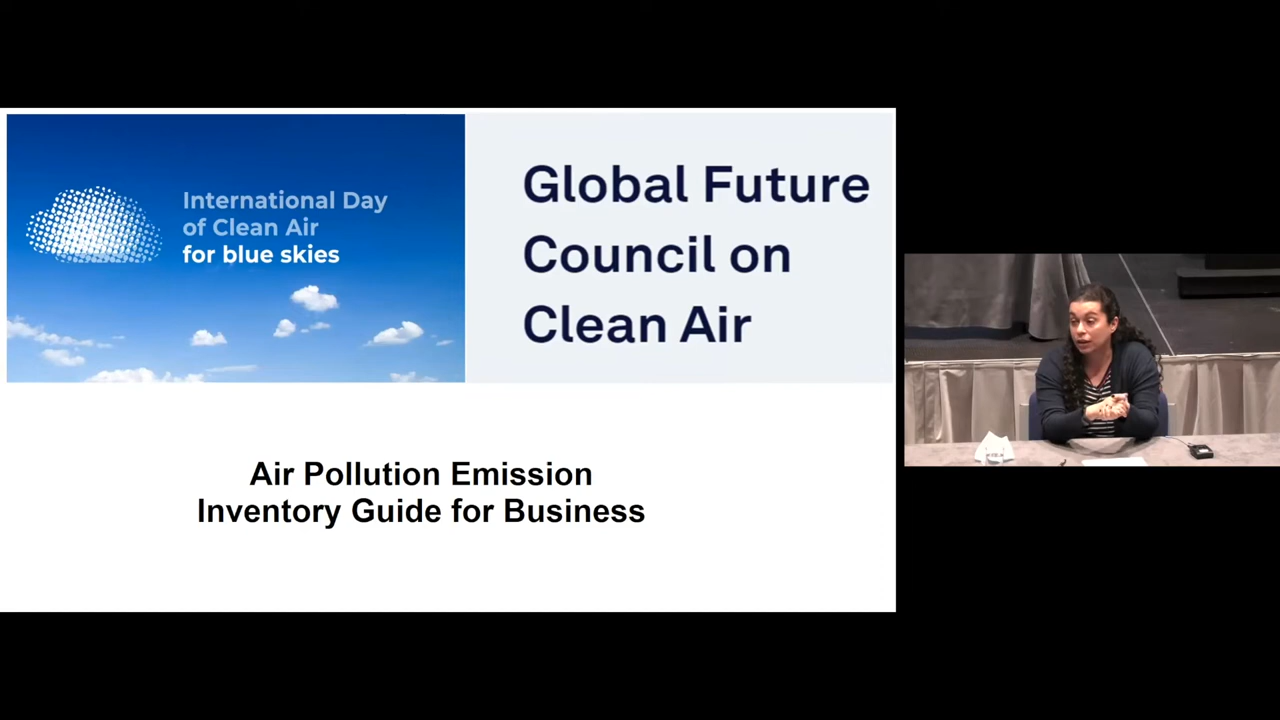 International Day
of Clean Air
for blue skies
Global Future
Council on
Clean Air
Air Pollution Emission
Inventory Guide for Business